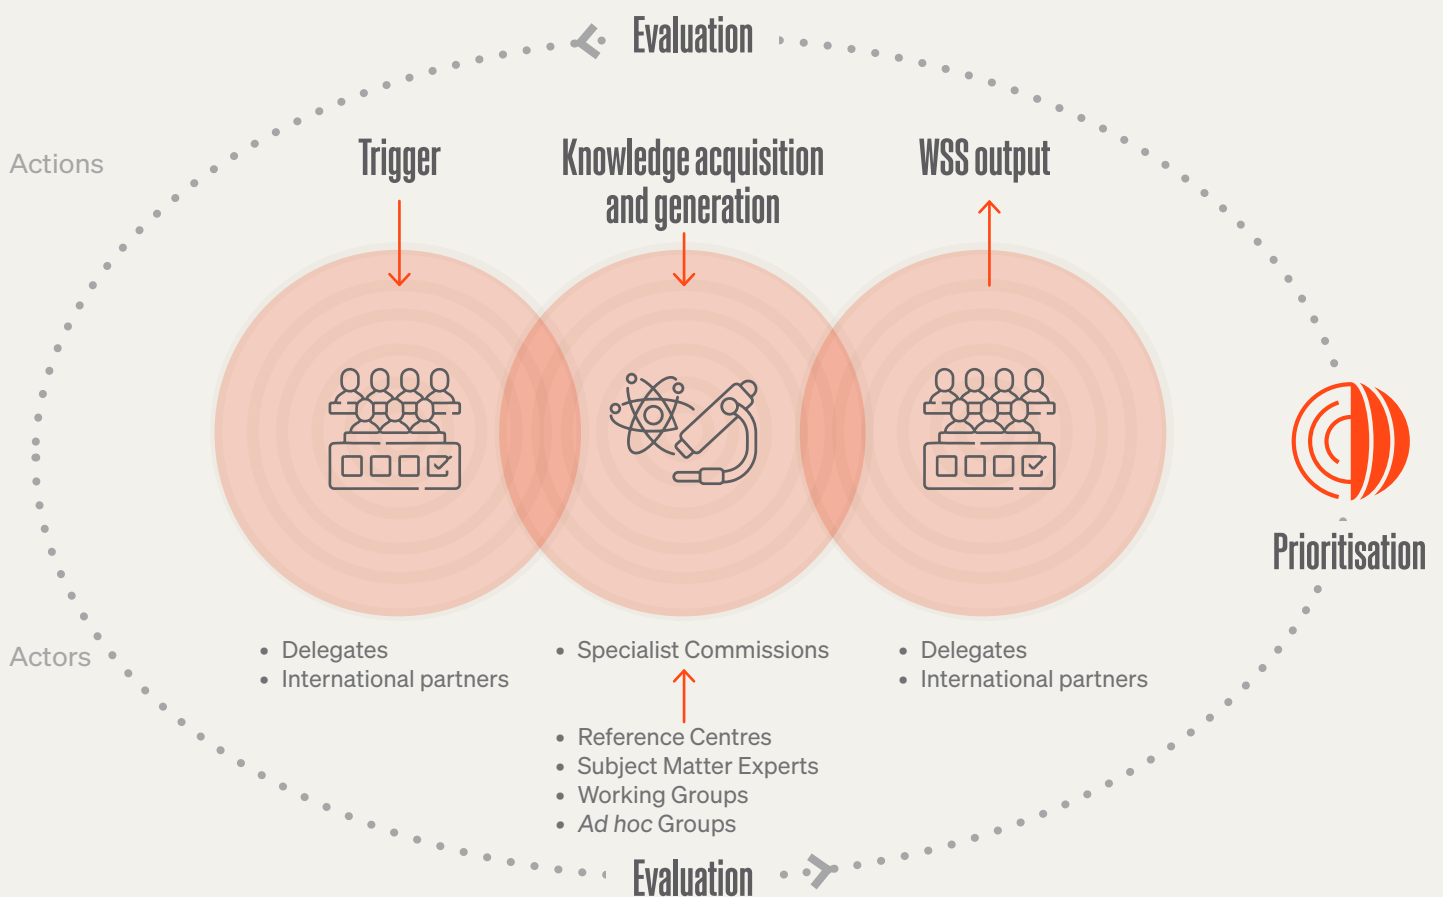 Evaluation
Actions
Trigger
Knowledge acquisition
and generation
WSS output
Prioritisation
Actors
• Delegates
• International partners
• Specialist Commissions
• Reference Centres
• Subject Matter Experts
• Working Groups
• Ad hoc Groups
• Delegates
• International partners
Evaluation